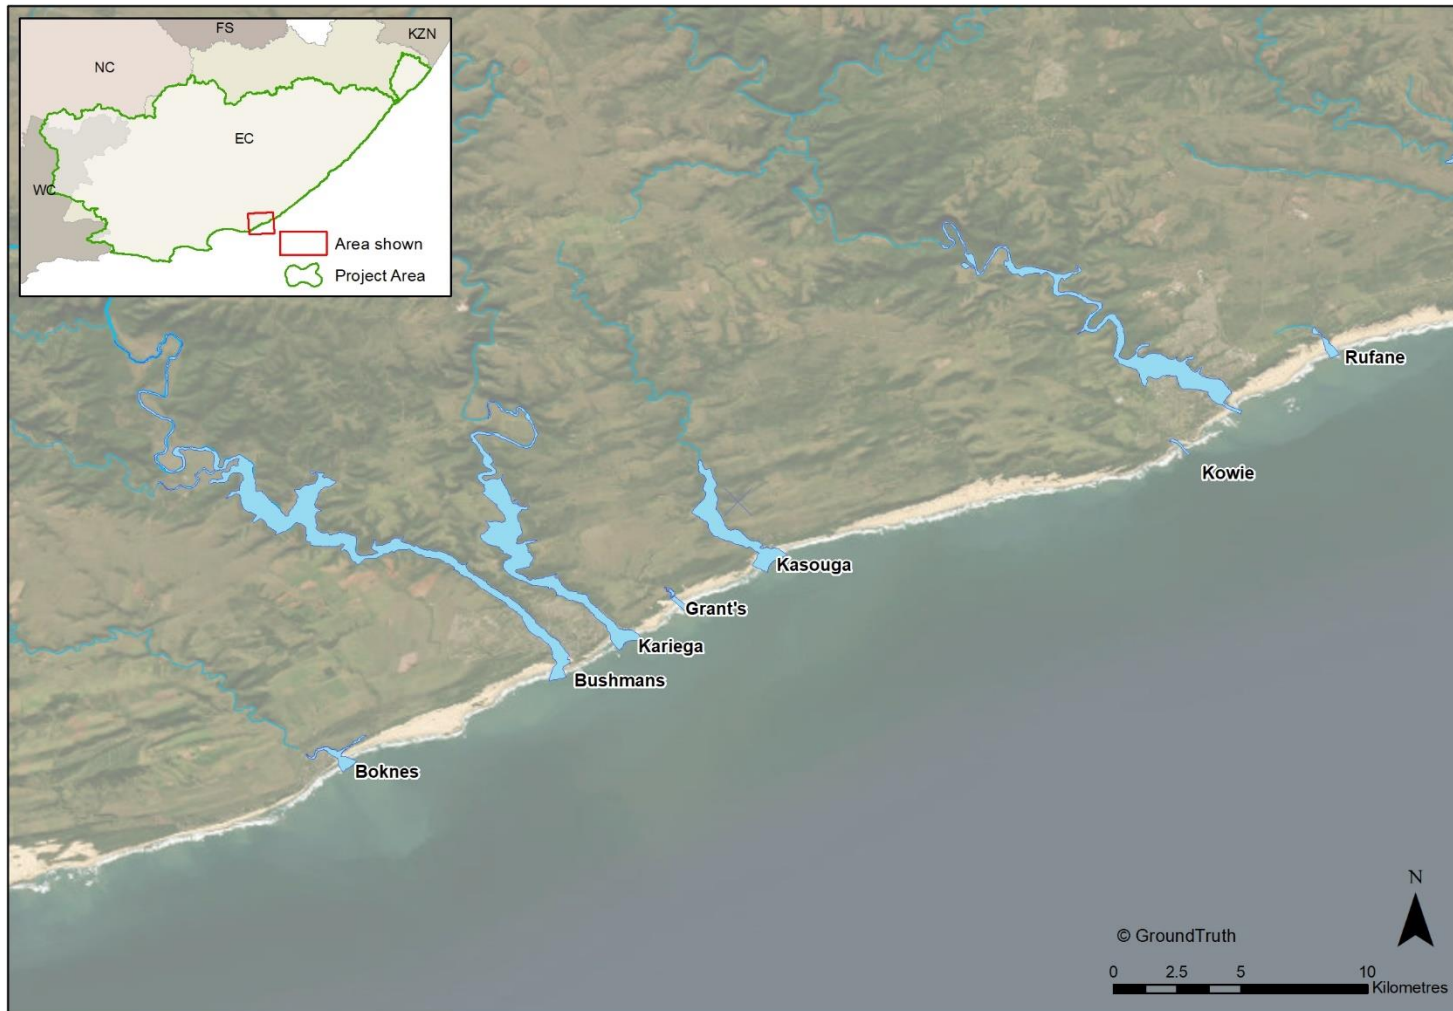 FS
KZN
NC
EC
WC
Area shown
Project Area
Rufane
Kowie
Kasouga
Grant's
Kariega
Bushmans
Boknes
N
© GroundTruth
0 2.5 5 10
Kilometres